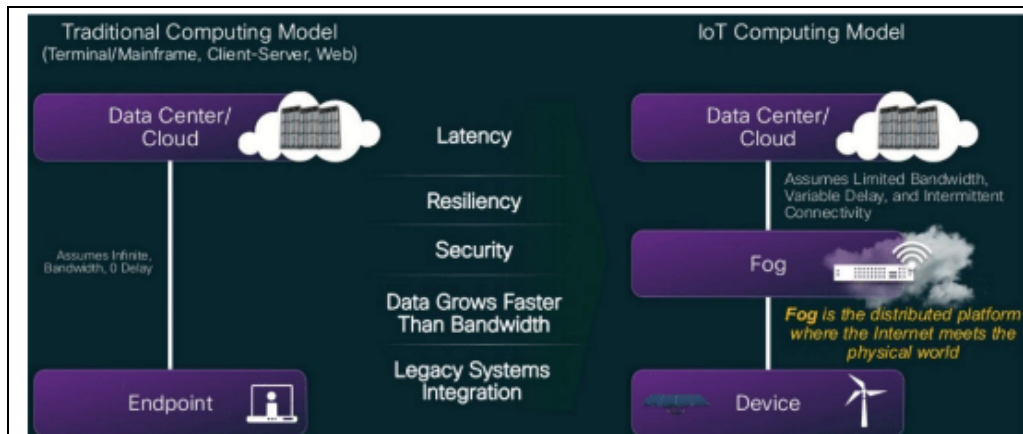 Traditional Computing Model
(Terminal/Mainframe, Client-Server, Web)
Data Center/
Cloud
Assumes Infinite,
Bandwidth, 0 Delay
Endpoint
Latency
Resiliency
Security
Data Grows Faster
Than Bandwidth
Legacy Systems
Integration
IoT Computing Model
Data Center/
Cloud
Assumes Limited Bandwidth,
Variable Delay, and Intermittent
Connectivity
Fog
Fog is the distributed platform
where the Internet meets the
physical world
Device